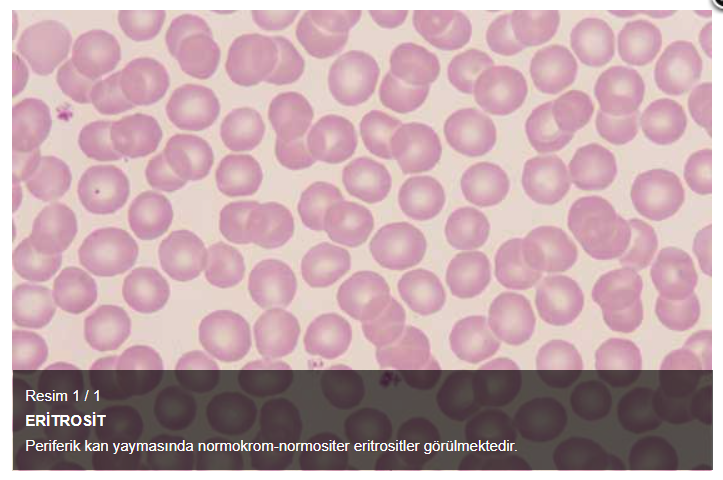 Resim 1 / 1
ERİTROSİT
Periferik kan yaymasında normokrom-normositer eritrositler görülmektedir.